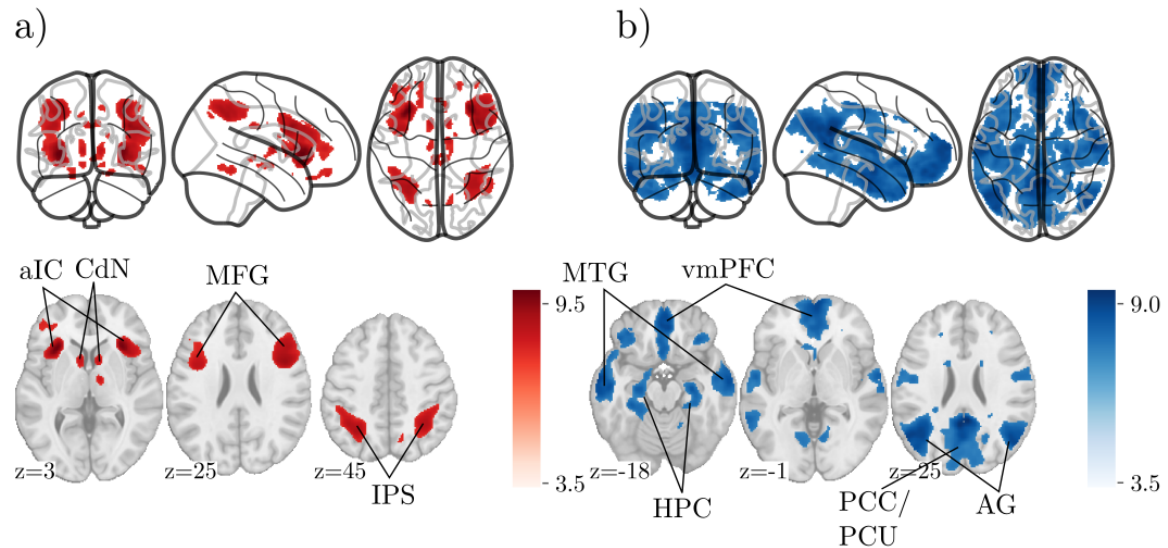 a)
b)
aIC CdN MFG
MTG vmPFC
9.5
9.0
z=3 z=25 z=45
3.5
z=-18 z=-1 z=25
3.5
IPS
HPC PCC/ AG
PCU